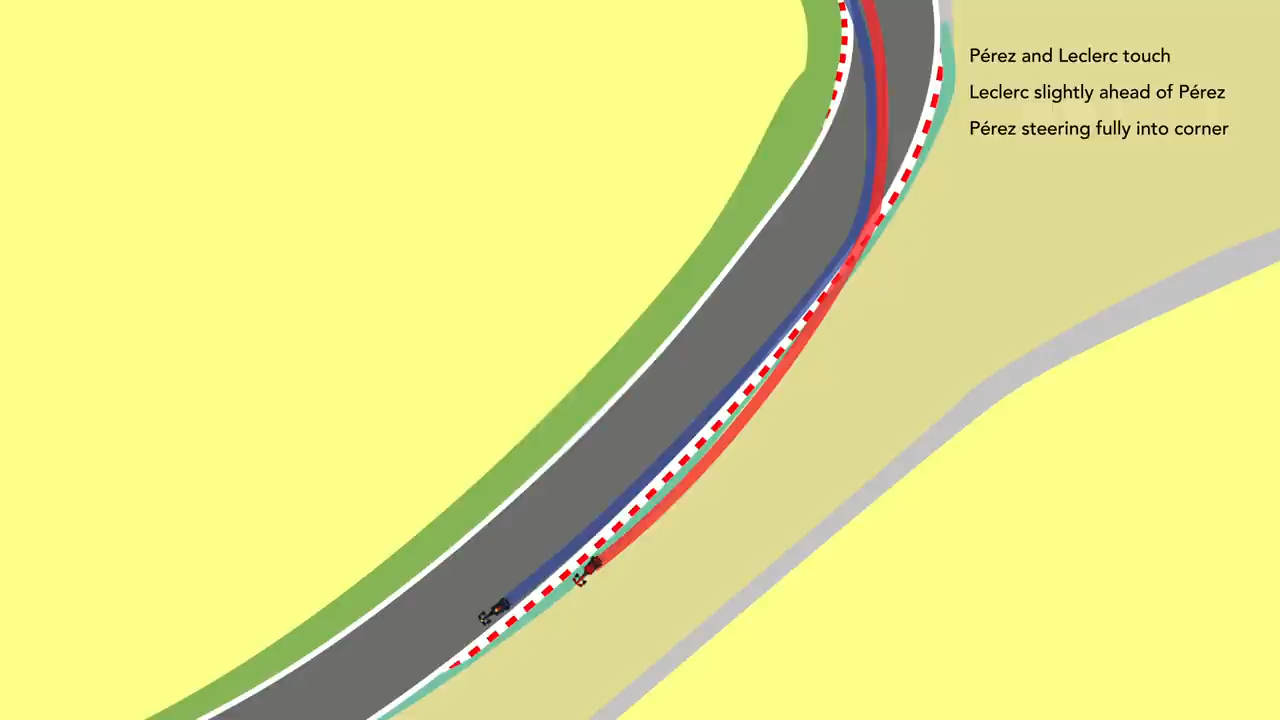 Pérez and Leclerc touch
Leclerc slightly ahead of Pérez
Pérez steering fully into corner